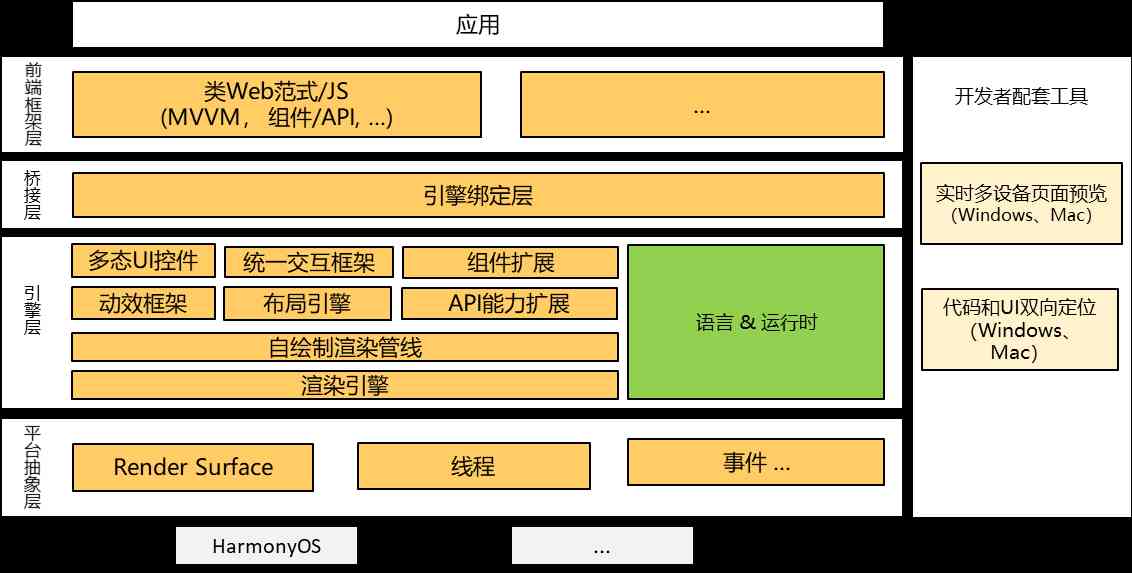 应用
前端框架层
类Web范式/JS
(MVVM， 组件/API, ...)
...
桥接层
引擎绑定层
引擎层
多态UI控件
统一交互框架
组件扩展
动效框架
布局引擎
API能力扩展
自绘制渲染管线
渲染引擎
语言 & 运行时
平台抽象层
Render Surface
线程
事件 ...
HarmonyOS
...
开发者配套工具
实时多设备页面预览
(Windows、Mac）
代码和UI双向定位
（Windows、
Mac）